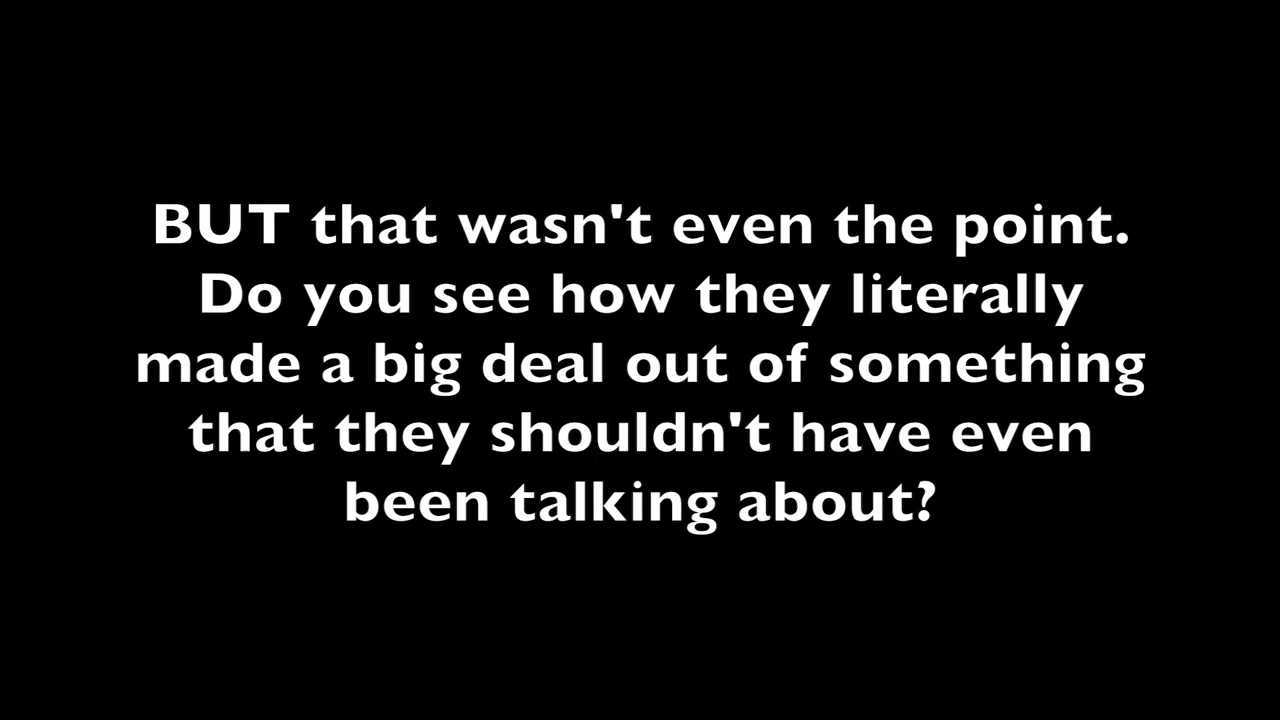 BUT that wasn't even the point.
Do you see how they literally
made a big deal out of something
that they shouldn't have even
been talking about?